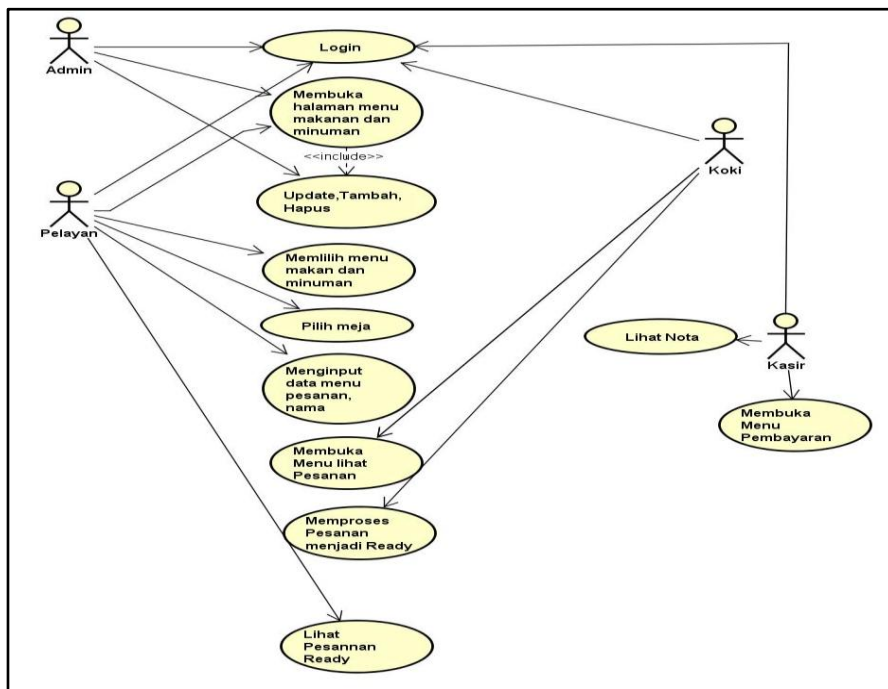 Admin
Login
Membuka
halaman menu
makanan dan
minuman
<<include>>
Koki
Update,Tambah,
Hapus
Pelayan
Memlilih menu
makan dan
minuman
Pilih meja
Lihat Nota
Kasir
Menginput
data menu
pesanan,
nama
Membuka
Menu
Pembayaran
Membuka
Menu lihat
Pesanan
Memproses
Pesanan
menjadi Ready
Lihat
Pesannan
Ready